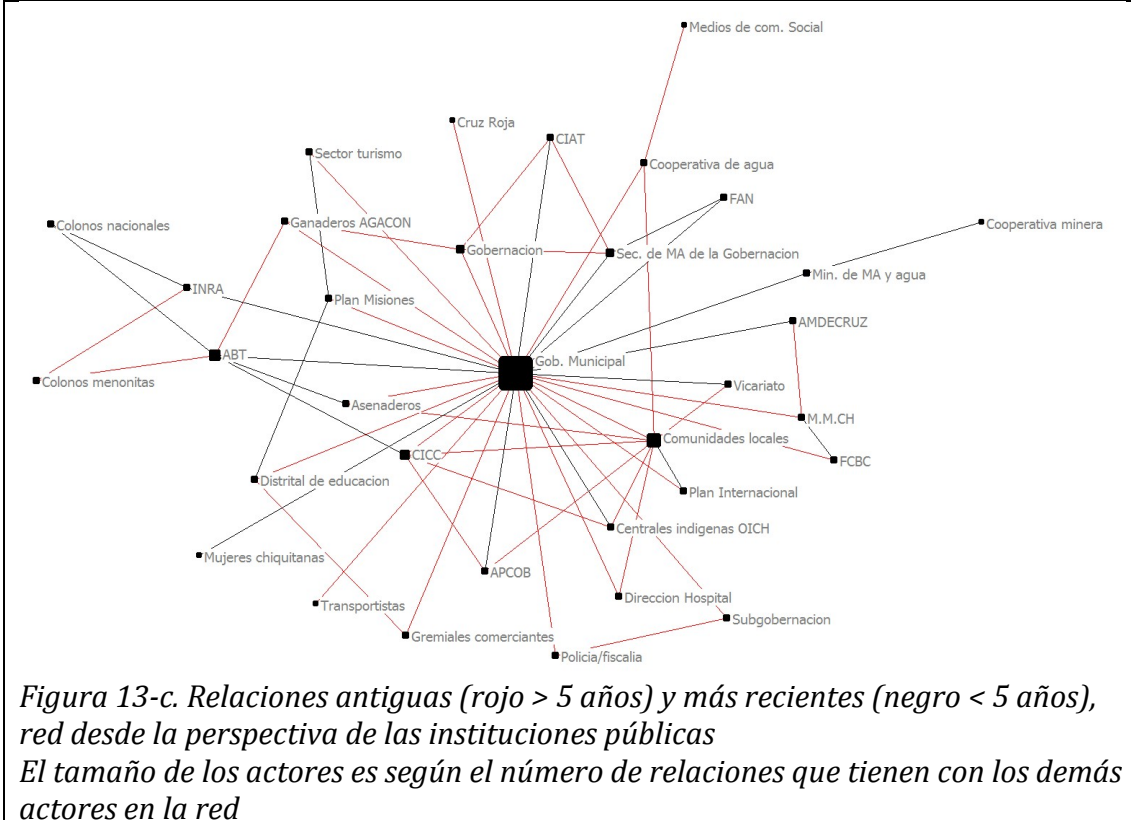 Medios de com. Social
Cruz Roja
CIAT
Sector turismo
Cooperativa de agua
FAN
Colonos nacionales
Ganaderos AGACON
Cooperativa minera
Gobernacion
Sec. de MA de la Gobernacion
Min. de MA y agua
INRA
Plan Misiones
AMDECRUZ
ABT
Gob. Municipal
Colonos menonitas
Vicariato
Asenaderos
M.M.CH
Comunidades locales
CICC
FCBC
Distrital de educacion
Plan Internacional
Centrales indigenas OICH
Mujeres chiquitanas
APCOB
Direccion Hospital
Transportistas
Subgobernacion
Gremiales comerciantes
Policia/fiscalia
Figura 13-c. Relaciones antiguas (rojo > 5 años) y más recientes (negro < 5 años),
red desde la perspectiva de las instituciones públicas
El tamaño de los actores es según el número de relaciones que tienen con los demás
actores en la red